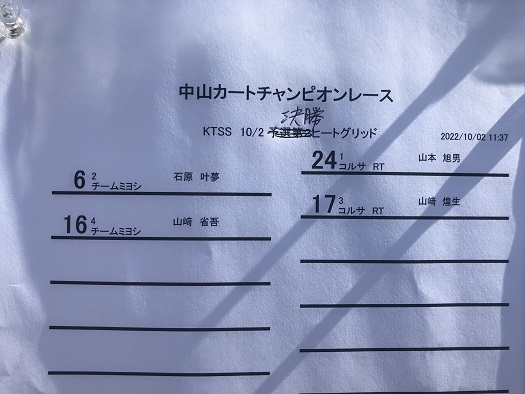 中山カートチャンピオンレース
決勝
KTSS 10/2 予選第2ヒートグリッド
2022/10/02 11:37
24 1 コルサ RT 山本 旭男
6 2 チームミヨシ 石原 叶夢
17 3 コルサ RT 山﨑 煌生
16 4 チームミヨシ 山﨑 省吾